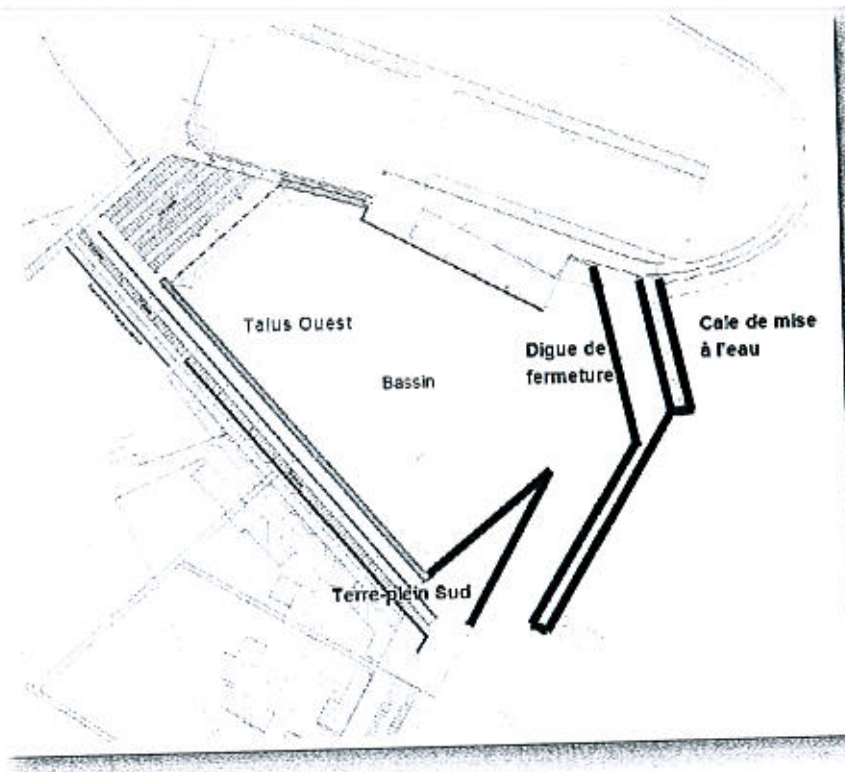 Talus Ouest
Bassin
Digue de
fermeture
Cale de mise
à l'eau
Terre-plein Sud